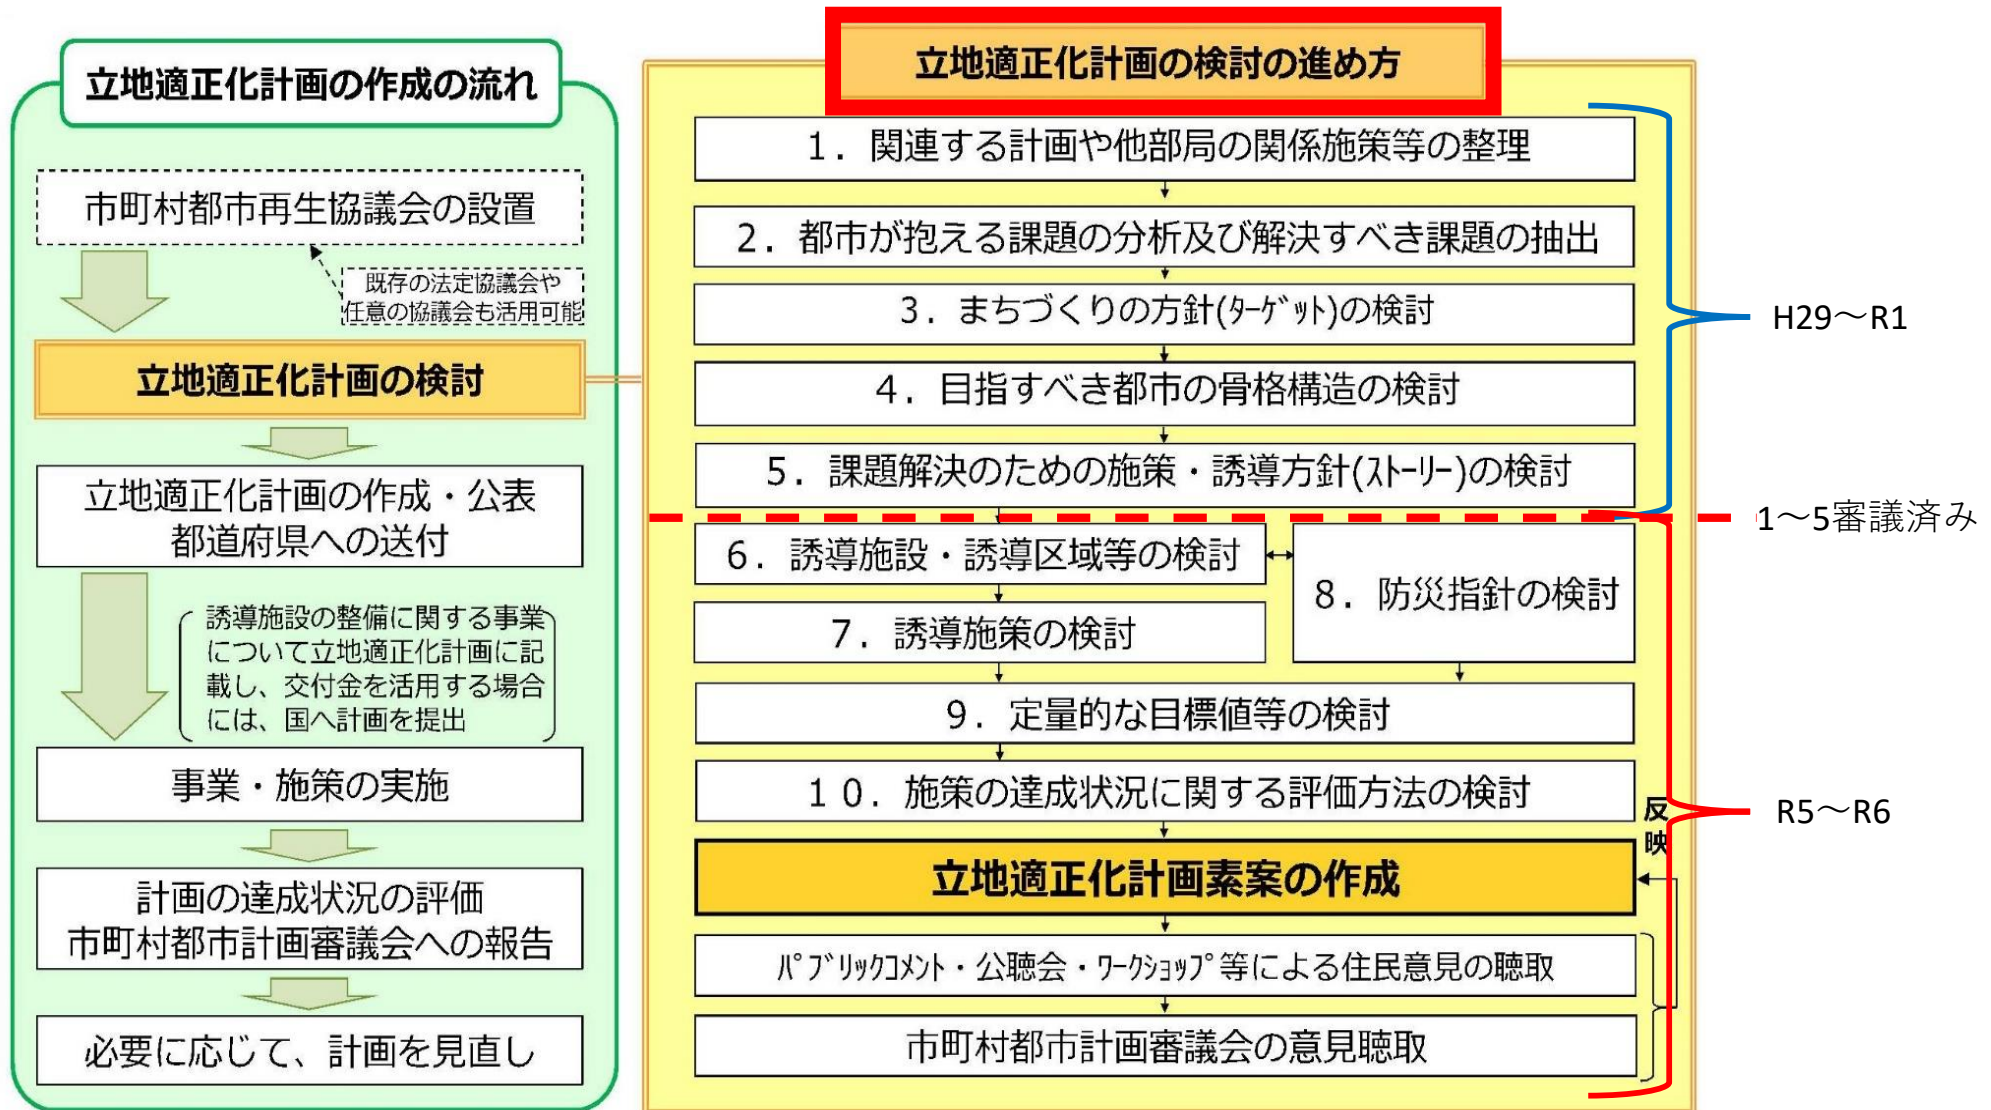 立地適正化計画の作成の流れ
市町村都市再生協議会の設置
既存の法定協議会や
任意の協議会も活用可能
立地適正化計画の検討
立地適正化計画の作成・公表
都道府県への送付
誘導施設の整備に関する事業
について立地適正化計画に記
載し、交付金を活用する場合
には、国へ計画を提出
事業・施策の実施
計画の達成状況の評価
市町村都市計画審議会への報告
必要に応じて、計画を見直し
立地適正化計画の検討の進め方
1．関連する計画や他部局の関係施策等の整理
2．都市が抱える課題の分析及び解決すべき課題の抽出
3．まちづくりの方針(ﾀｰｹﾞｯﾄ)の検討
4．目指すべき都市の骨格構造の検討
5．課題解決のための施策・誘導方針(ｽﾄｰﾘｰ)の検討
6．誘導施設・誘導区域等の検討
8．防災指針の検討
7．誘導施策の検討
9．定量的な目標値等の検討
10．施策の達成状況に関する評価方法の検討
立地適正化計画素案の作成
反映
ﾊﾟﾌﾞﾘｯｸｺﾒﾝﾄ・公聴会・ﾜｰｸｼｮｯﾌﾟ等による住民意見の聴取
市町村都市計画審議会の意見聴取
H29～R1
1～5審議済み
R5～R6